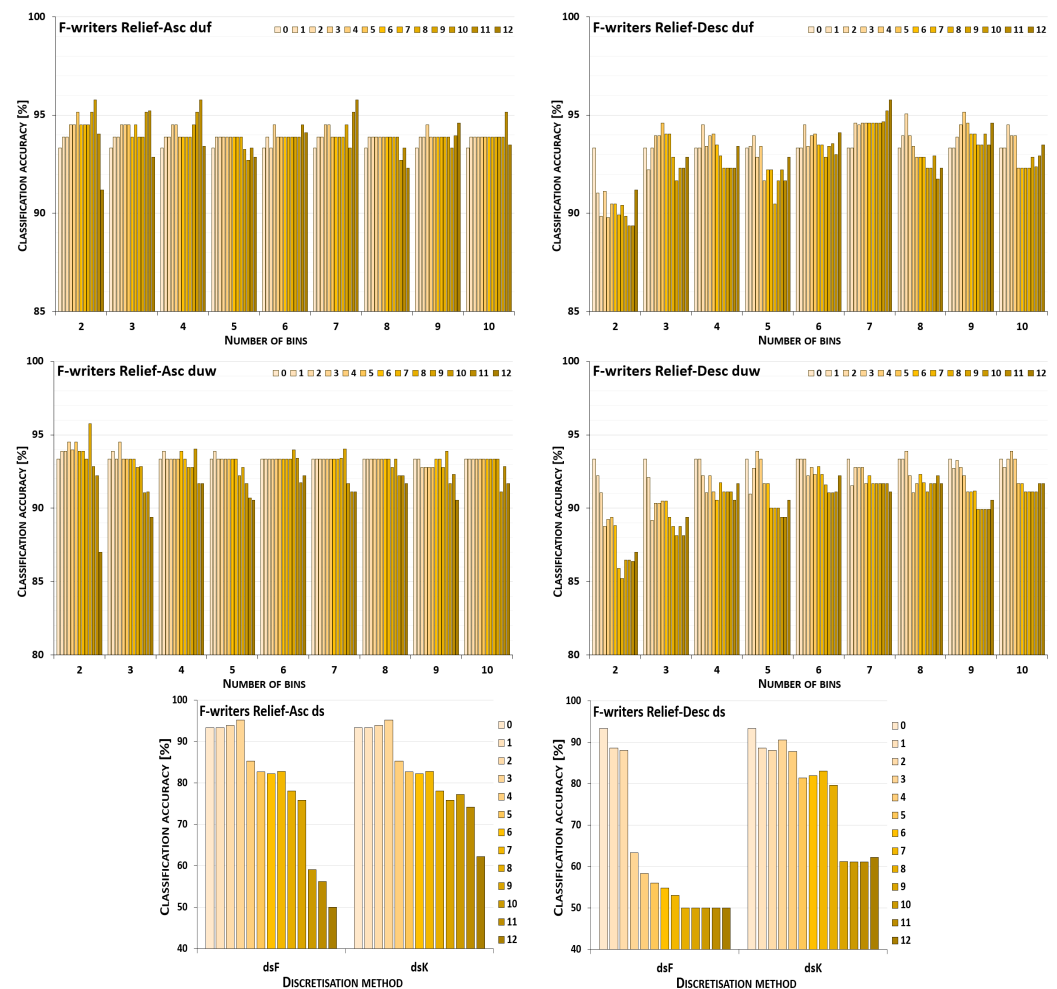 F-writers Relief-Asc duf
0 1 2 3 4 5 6 7 8 9 10 11 12
CLASSIFICATION ACCURACY [%]
100
95
90
85
2 3 4 5 6 7 8 9 10
NUMBER OF BINS
F-writers Relief-Desc duf
0 1 2 3 4 5 6 7 8 9 10 11 12
CLASSIFICATION ACCURACY [%]
100
95
90
85
2 3 4 5 6 7 8 9 10
NUMBER OF BINS
F-writers Relief-Asc duw
0 1 2 3 4 5 6 7 8 9 10 11 12
CLASSIFICATION ACCURACY [%]
100
95
90
85
80
2 3 4 5 6 7 8 9 10
NUMBER OF BINS
F-writers Relief-Desc duw
0 1 2 3 4 5 6 7 8 9 10 11 12
CLASSIFICATION ACCURACY [%]
100
95
90
85
80
2 3 4 5 6 7 8 9 10
NUMBER OF BINS
F-writers Relief-Asc ds
CLASSIFICATION ACCURACY [%]
100
90
80
70
60
50
40
dsF dsK
DISCRETISATION METHOD
0
1
2
3
4
5
6
7
8
9
10
11
12
F-writers Relief-Desc ds
CLASSIFICATION ACCURACY [%]
100
90
80
70
60
50
40
dsF dsK
DISCRETISATION METHOD
0
1
2
3
4
5
6
7
8
9
10
11
12